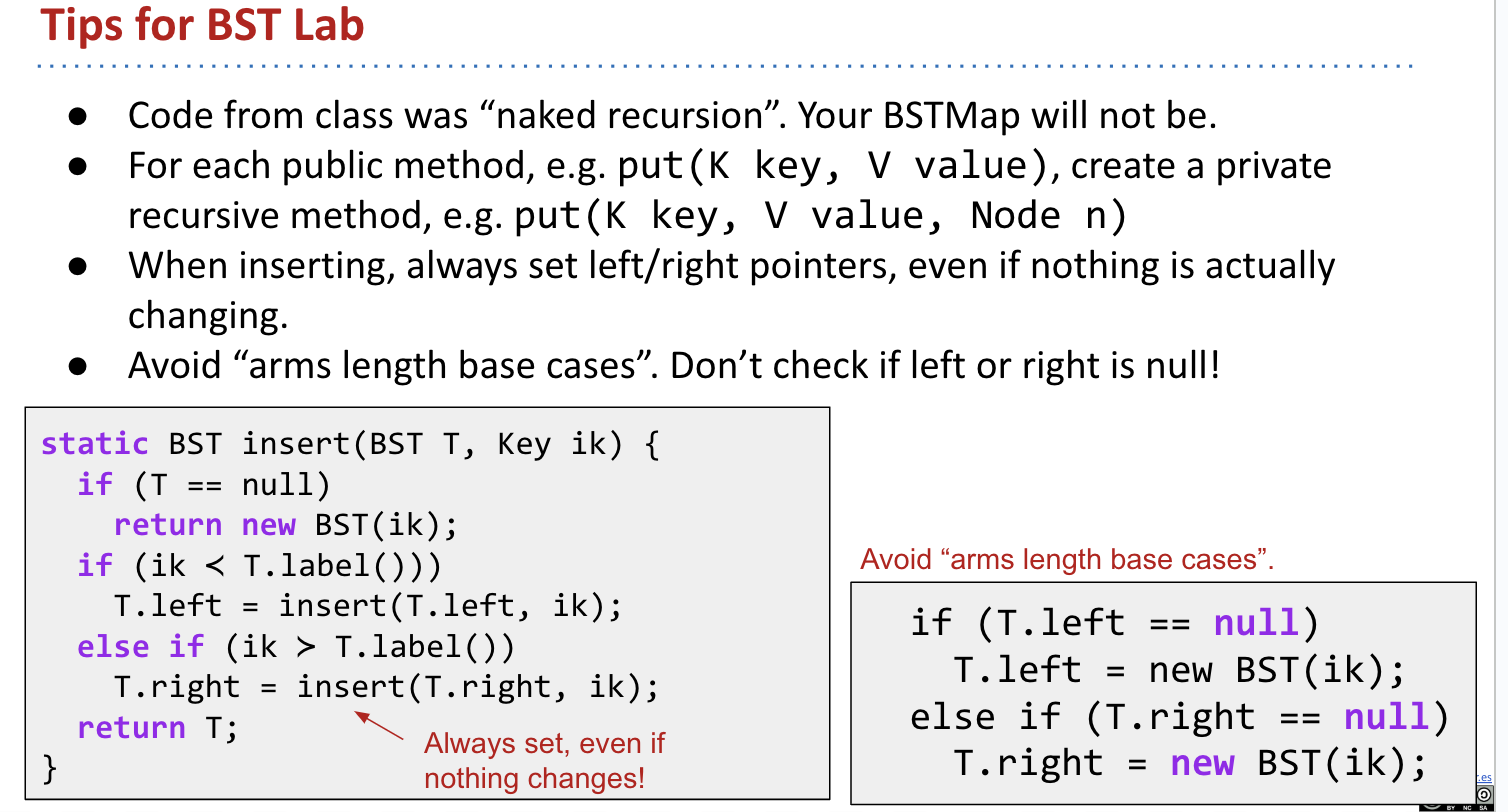 Tips for BST Lab
● Code from class was “naked recursion”. Your BSTMap will not be.
● For each public method, e.g. put(K key, V value), create a private
recursive method, e.g. put(K key, V value, Node n)
● When inserting, always set left/right pointers, even if nothing is actually
changing.
● Avoid “arms length base cases”. Don’t check if left or right is null!
static BST insert(BST T, Key ik) {
if (T == null)
return new BST(ik);
if (ik ≺ T.label()))
T.left = insert(T.left, ik);
else if (ik ≻ T.label())
T.right = insert(T.right, ik);
return T;
}
Always set, even if
nothing changes!
Avoid “arms length base cases”.
if (T.left == null)
T.left = new BST(ik);
else if (T.right == null)
T.right = new BST(ik);
r.es
BY NC SA